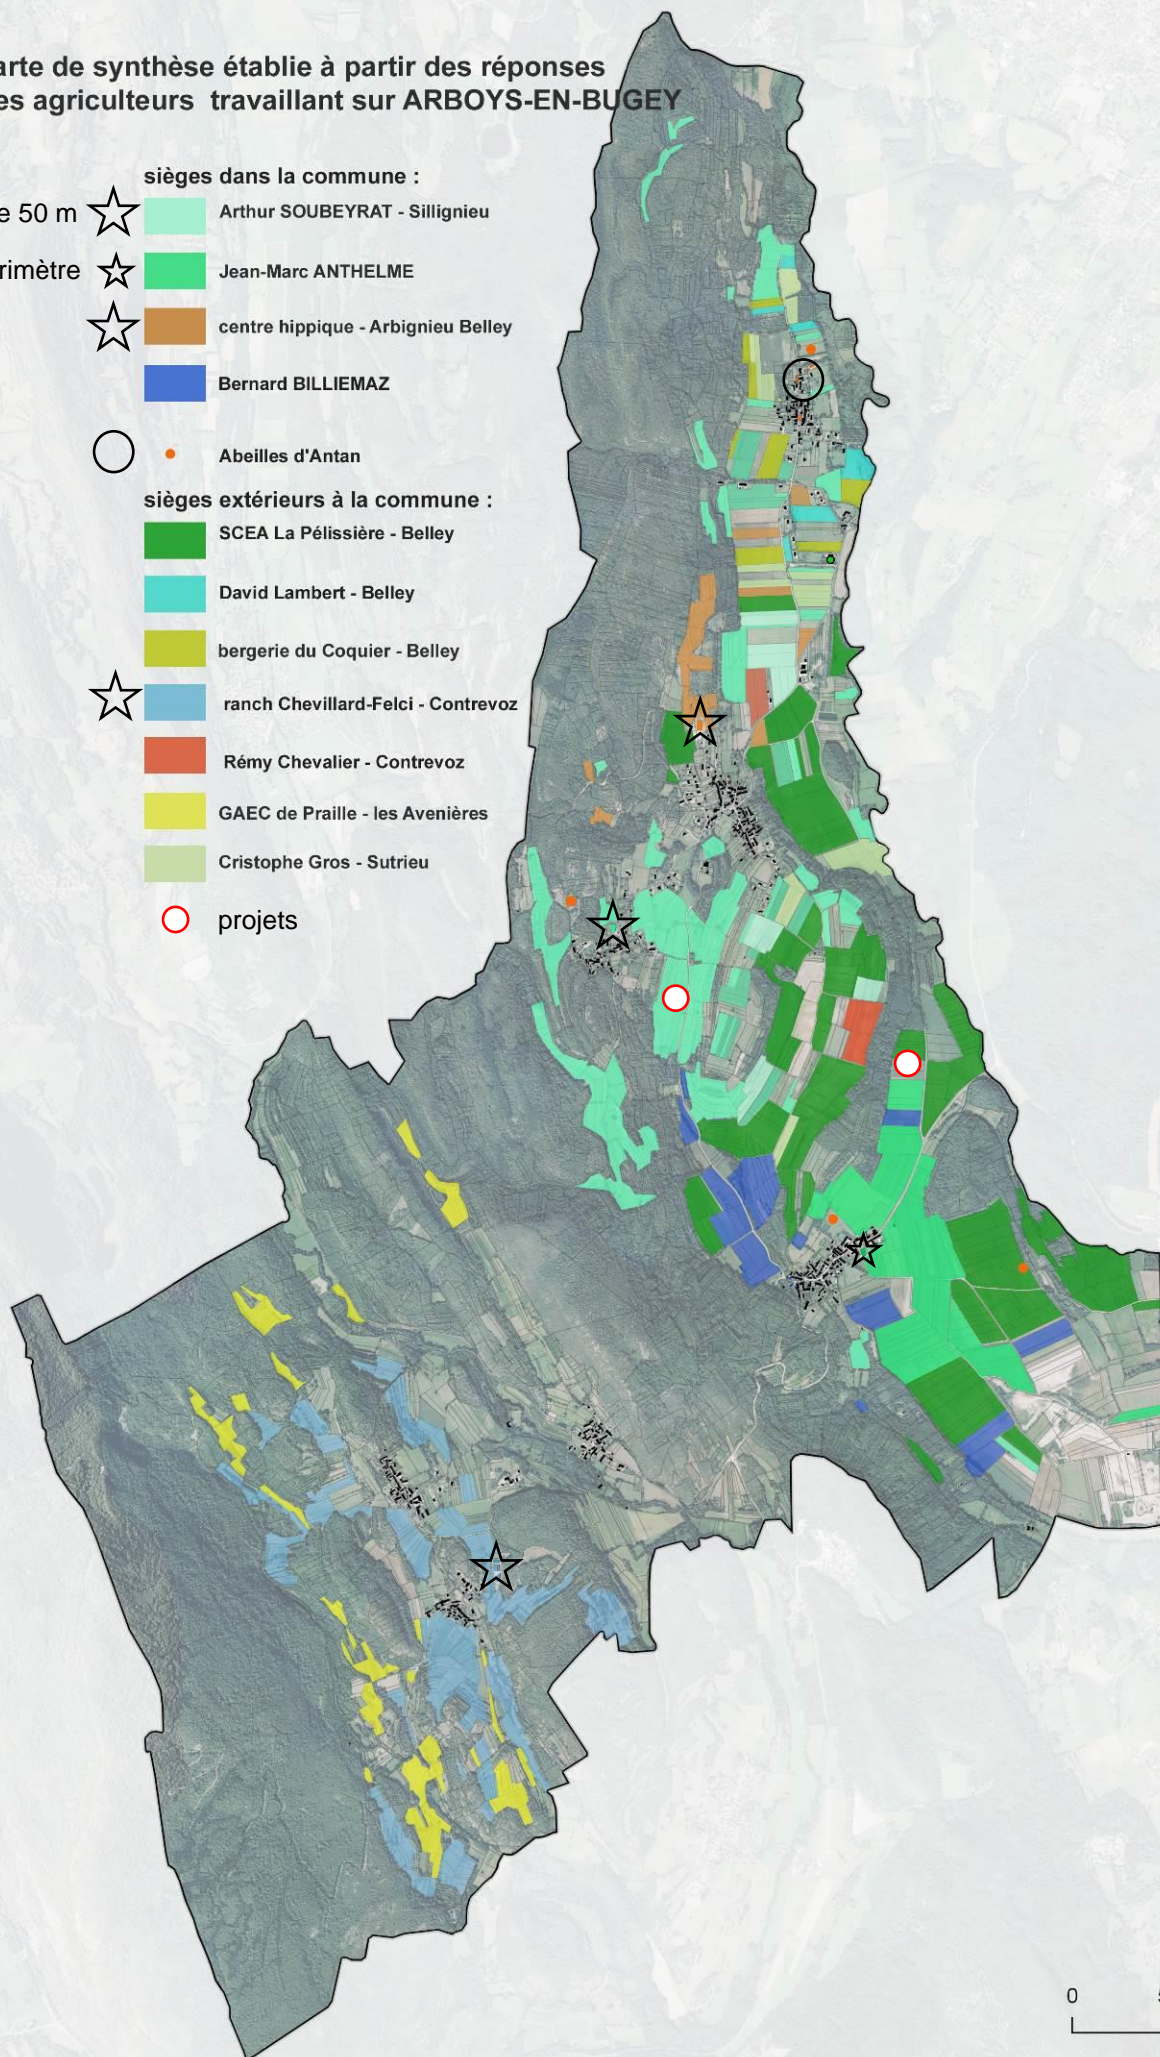 arte de synthèse établie à partir des réponses
es agriculteurs travaillant sur ARBOYS-EN-BUGEY
sièges dans la commune :
e 50 m
Arthur SOUBEYRAT - Sillignieu
rimètre
Jean-Marc ANTHELME
centre hippique - Arbignieu Belley
Bernard BILLIEMAZ
Abeilles d'Antan
sièges extérieurs à la commune :
SCEA La Pélissière - Belley
David Lambert - Belley
bergerie du Coquier - Belley
ranch Chevillard-Felci - Contrevoz
Rémy Chevalier - Contrevoz
GAEC de Praille - les Avenières
Cristophe Gros - Sutrieu
projets
0